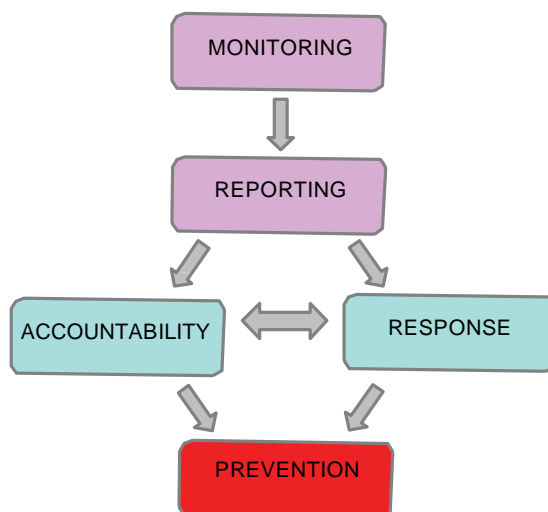 MONITORING
REPORTING
ACCOUNTABILITY
RESPONSE
PREVENTION